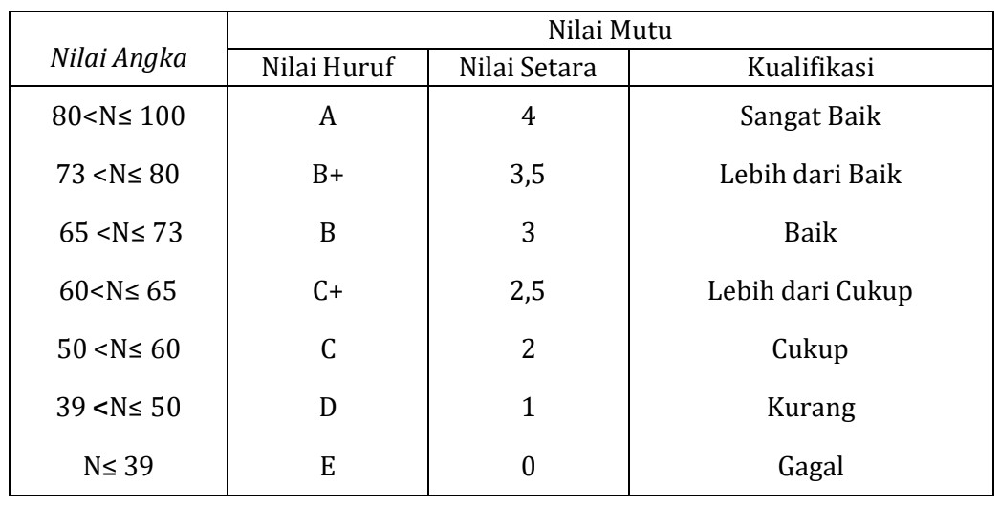 Nilai Angka Nilai Mutu
Nilai Huruf Nilai Setara Kualifikasi
80<N≤ 100 A 4 Sangat Baik
73 <N≤ 80 B+ 3,5 Lebih dari Baik
65 <N≤ 73 B 3 Baik
60<N≤ 65 C+ 2,5 Lebih dari Cukup
50 <N≤ 60 C 2 Cukup
39 <N≤ 50 D 1 Kurang
N≤ 39 E 0 Gagal